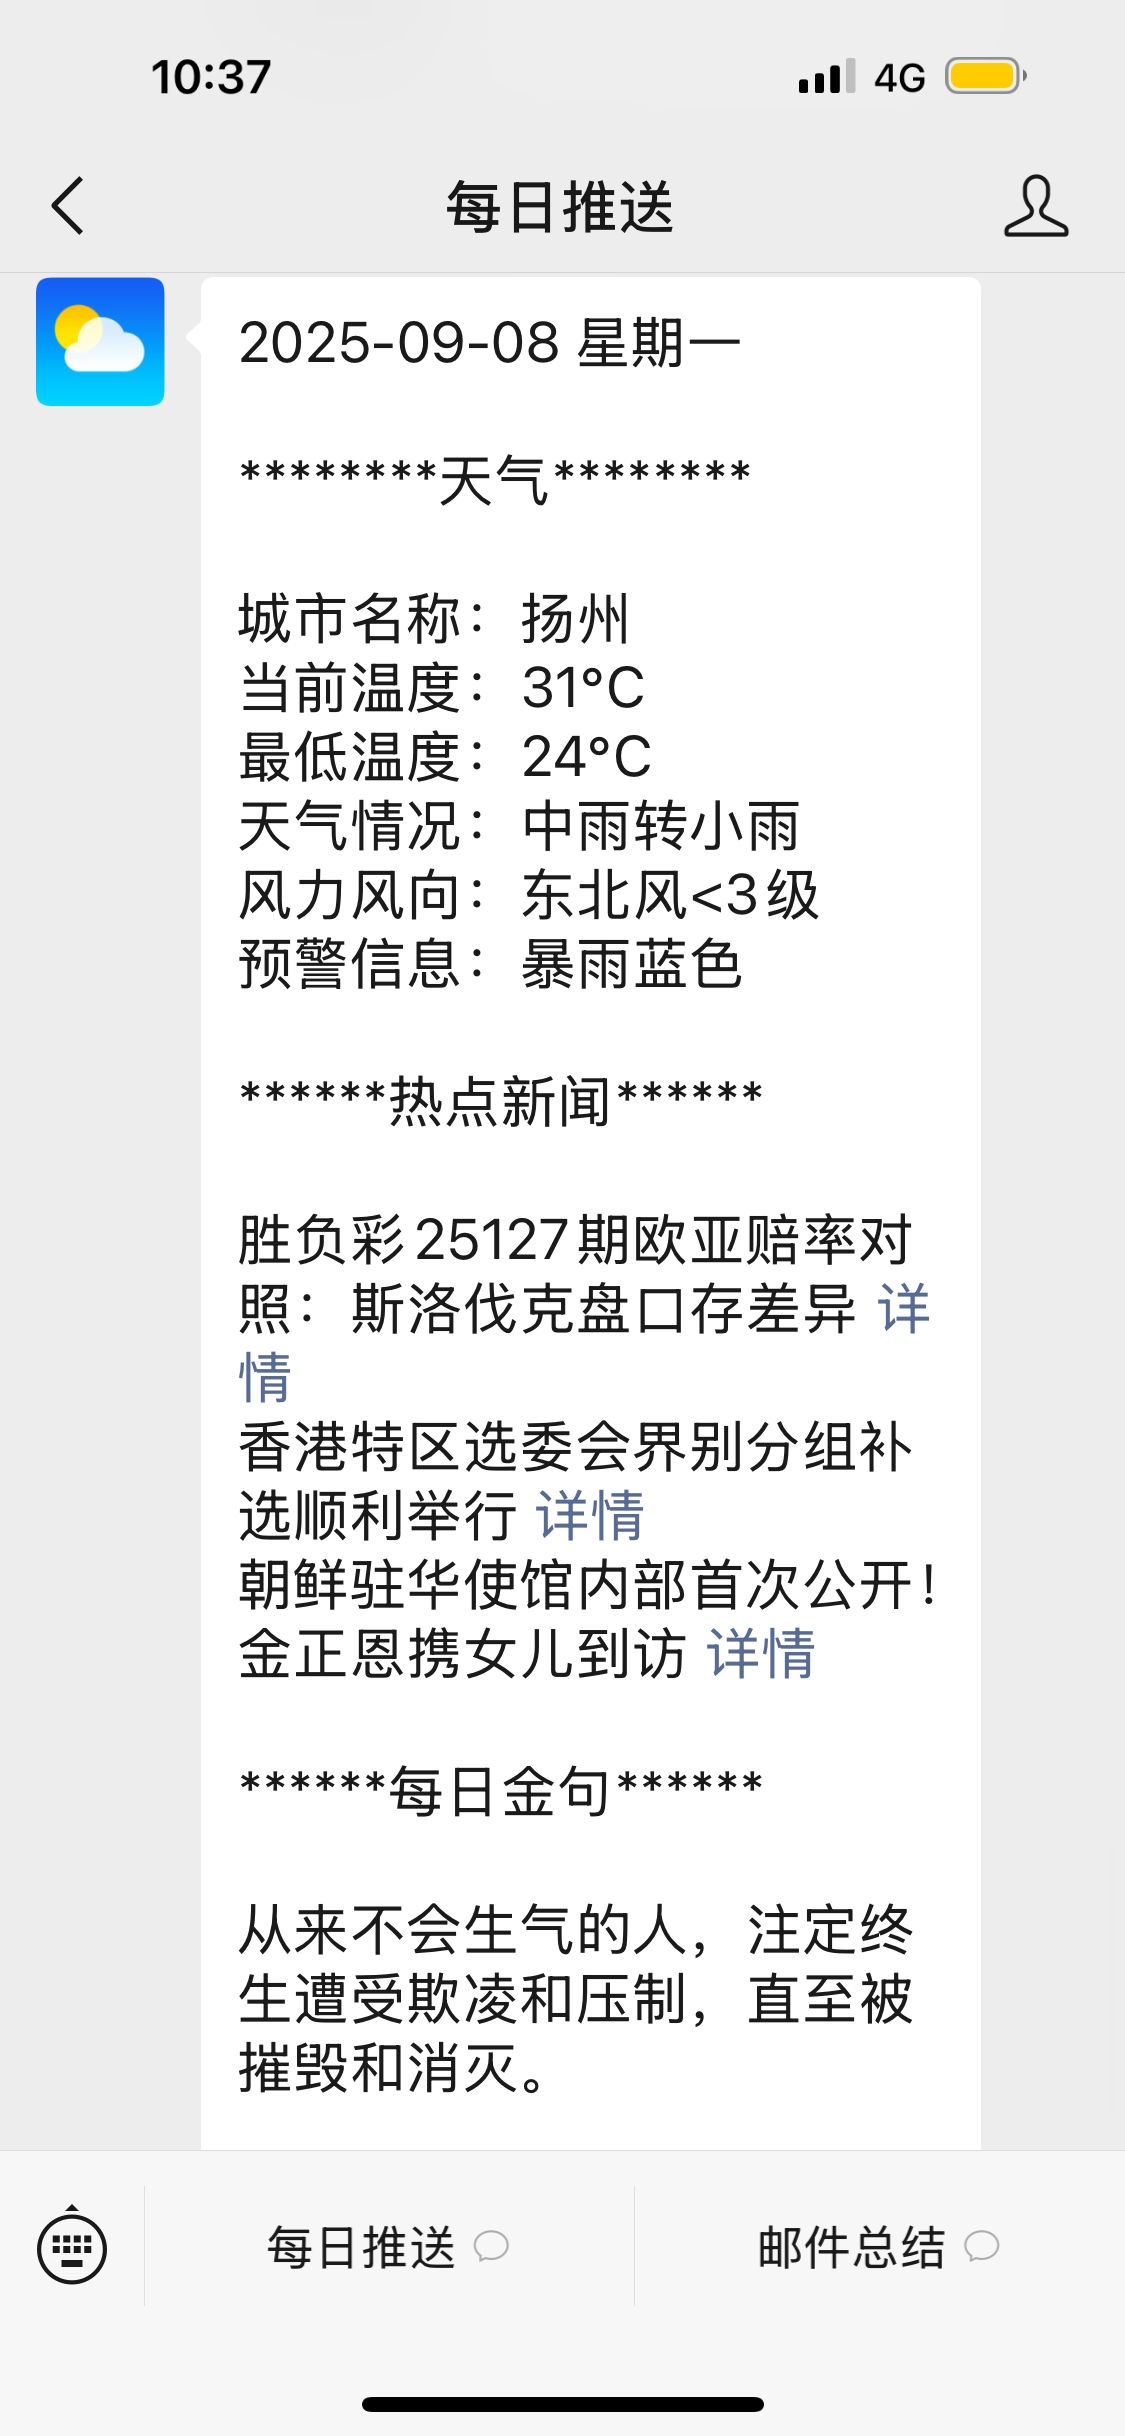 10:37
4G
每日推送
2025-09-08 星期一
********天气********
城市名称：扬州
当前温度：31°C
最低温度：24°C
天气情况：中雨转小雨
风力风向：东北风<3级
预警信息：暴雨蓝色
******热点新闻******
胜负彩25127期欧亚赔率对
照：斯洛伐克盘口存差异 详
情
香港特区选委会界别分组补
选顺利举行 详情
朝鲜驻华使馆内部首次公开！
金正恩携女儿到访 详情
******每日金句******
从来不会生气的人，注定终
生遭受欺凌和压制，直至被
摧毁和消灭。
每日推送
邮件总结